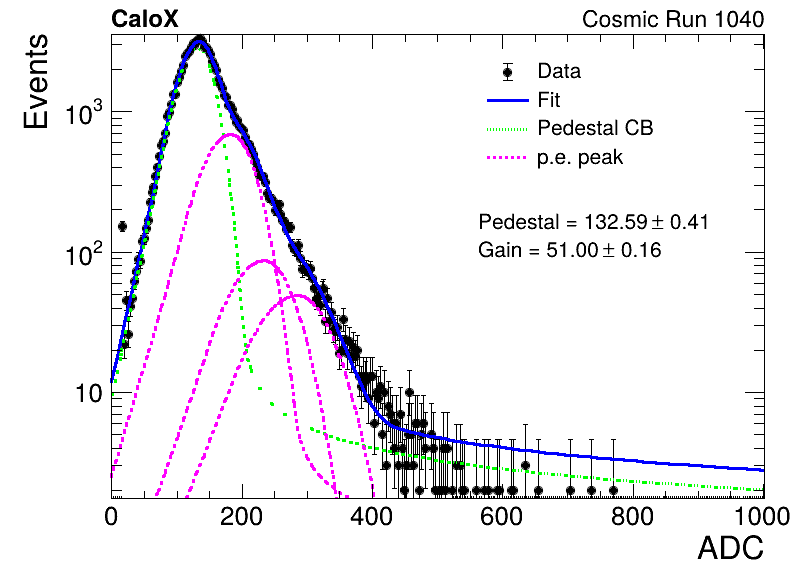 CaloX Cosmic Run 1040
Events
Data
Fit
Pedestal CB
p.e. peak
Pedestal = 132.59 ± 0.41
Gain = 51.00 ± 0.16
10³
10²
10
0 200 400 600 800 1000
ADC